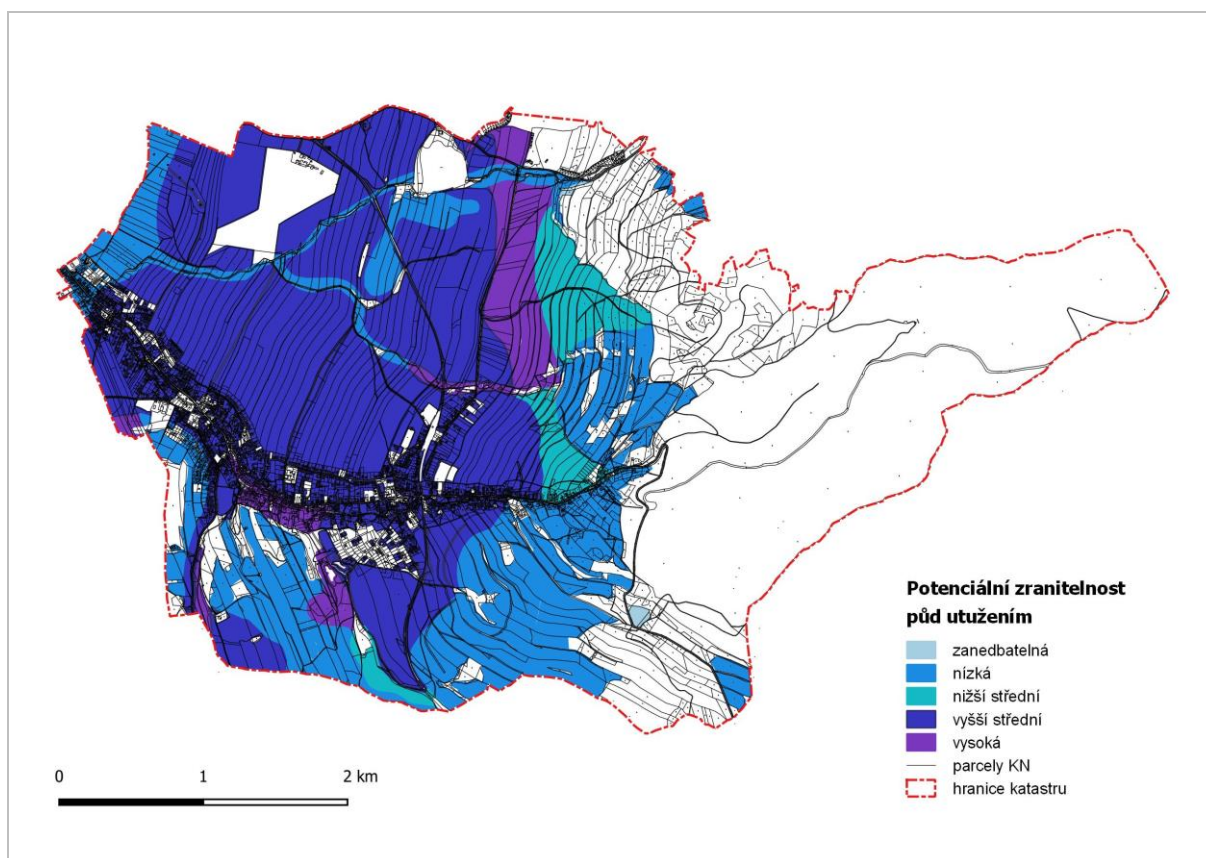 Potenciální zranitelnost
půd utužením
zanedbatelná
nízká
nižší střední
vyšší střední
vysoká
parcely KN
hranice katastru
0 1 2 km